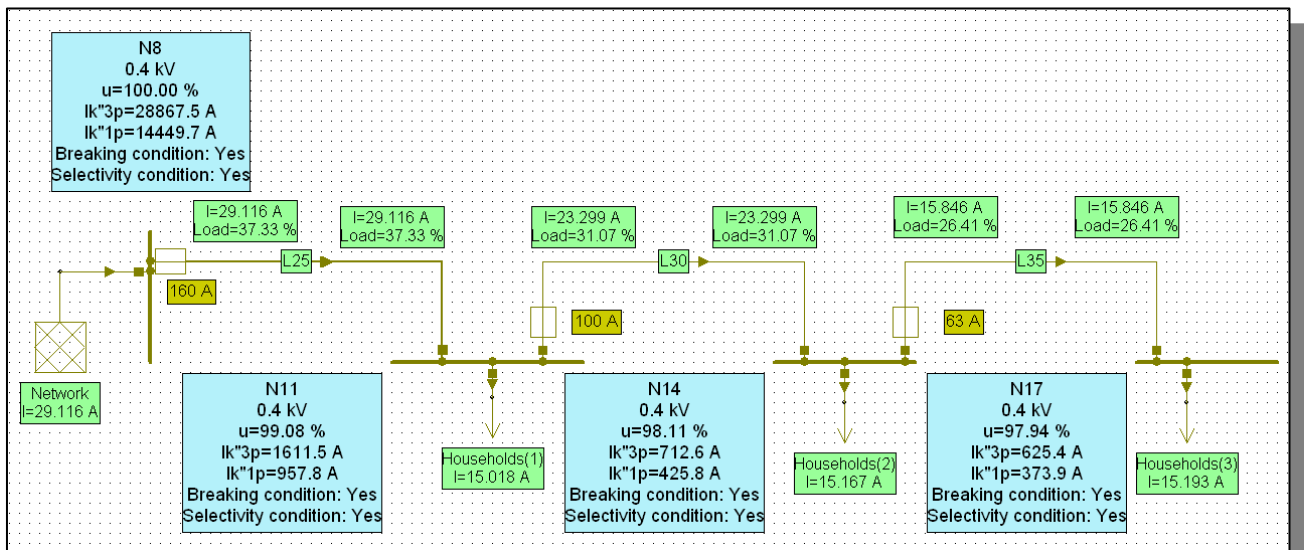 N8
0.4 kV
u=100.00 %
Ik"3p=28867.5 A
Ik"1p=14449.7 A
Breaking condition: Yes
Selectivity condition: Yes
I=29.116 A
Load=37.33 %
I=29.116 A
Load=37.33 %
I=23.299 A
Load=31.07 %
I=23.299 A
Load=31.07 %
I=15.846 A
Load=26.41 %
I=15.846 A
Load=26.41 %
L25
L30
L35
160 A
100 A
63 A
Network
I=29.116 A
N11
0.4 kV
u=99.08 %
Ik"3p=1611.5 A
Ik"1p=957.8 A
Breaking condition: Yes
Selectivity condition: Yes
Households(1)
I=15.018 A
N14
0.4 kV
u=98.11 %
Ik"3p=712.6 A
Ik"1p=425.8 A
Breaking condition: Yes
Selectivity condition: Yes
Households(2)
I=15.167 A
N17
0.4 kV
u=97.94 %
Ik"3p=625.4 A
Ik"1p=373.9 A
Breaking condition: Yes
Selectivity condition: Yes
Households(3)
I=15.193 A